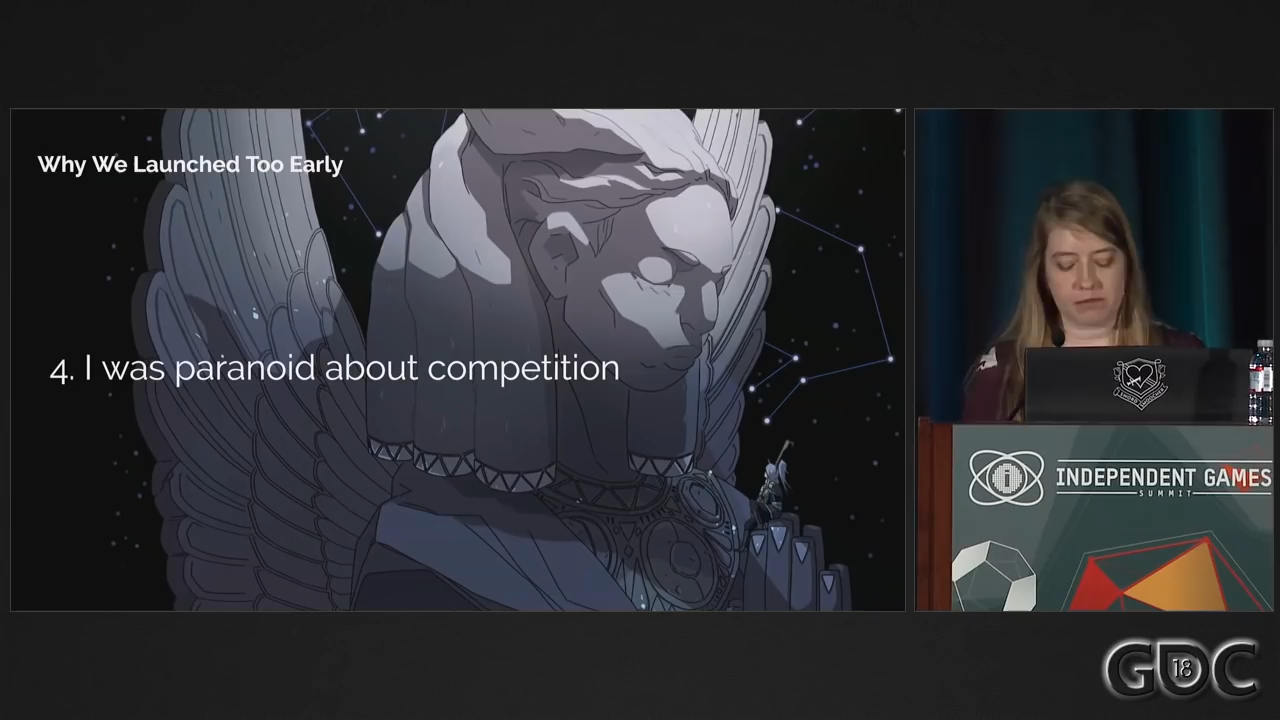 Why We Launched Too Early
4. I was paranoid about competition
INDEPENDENT GAMES
SUMMIT
GDC
18